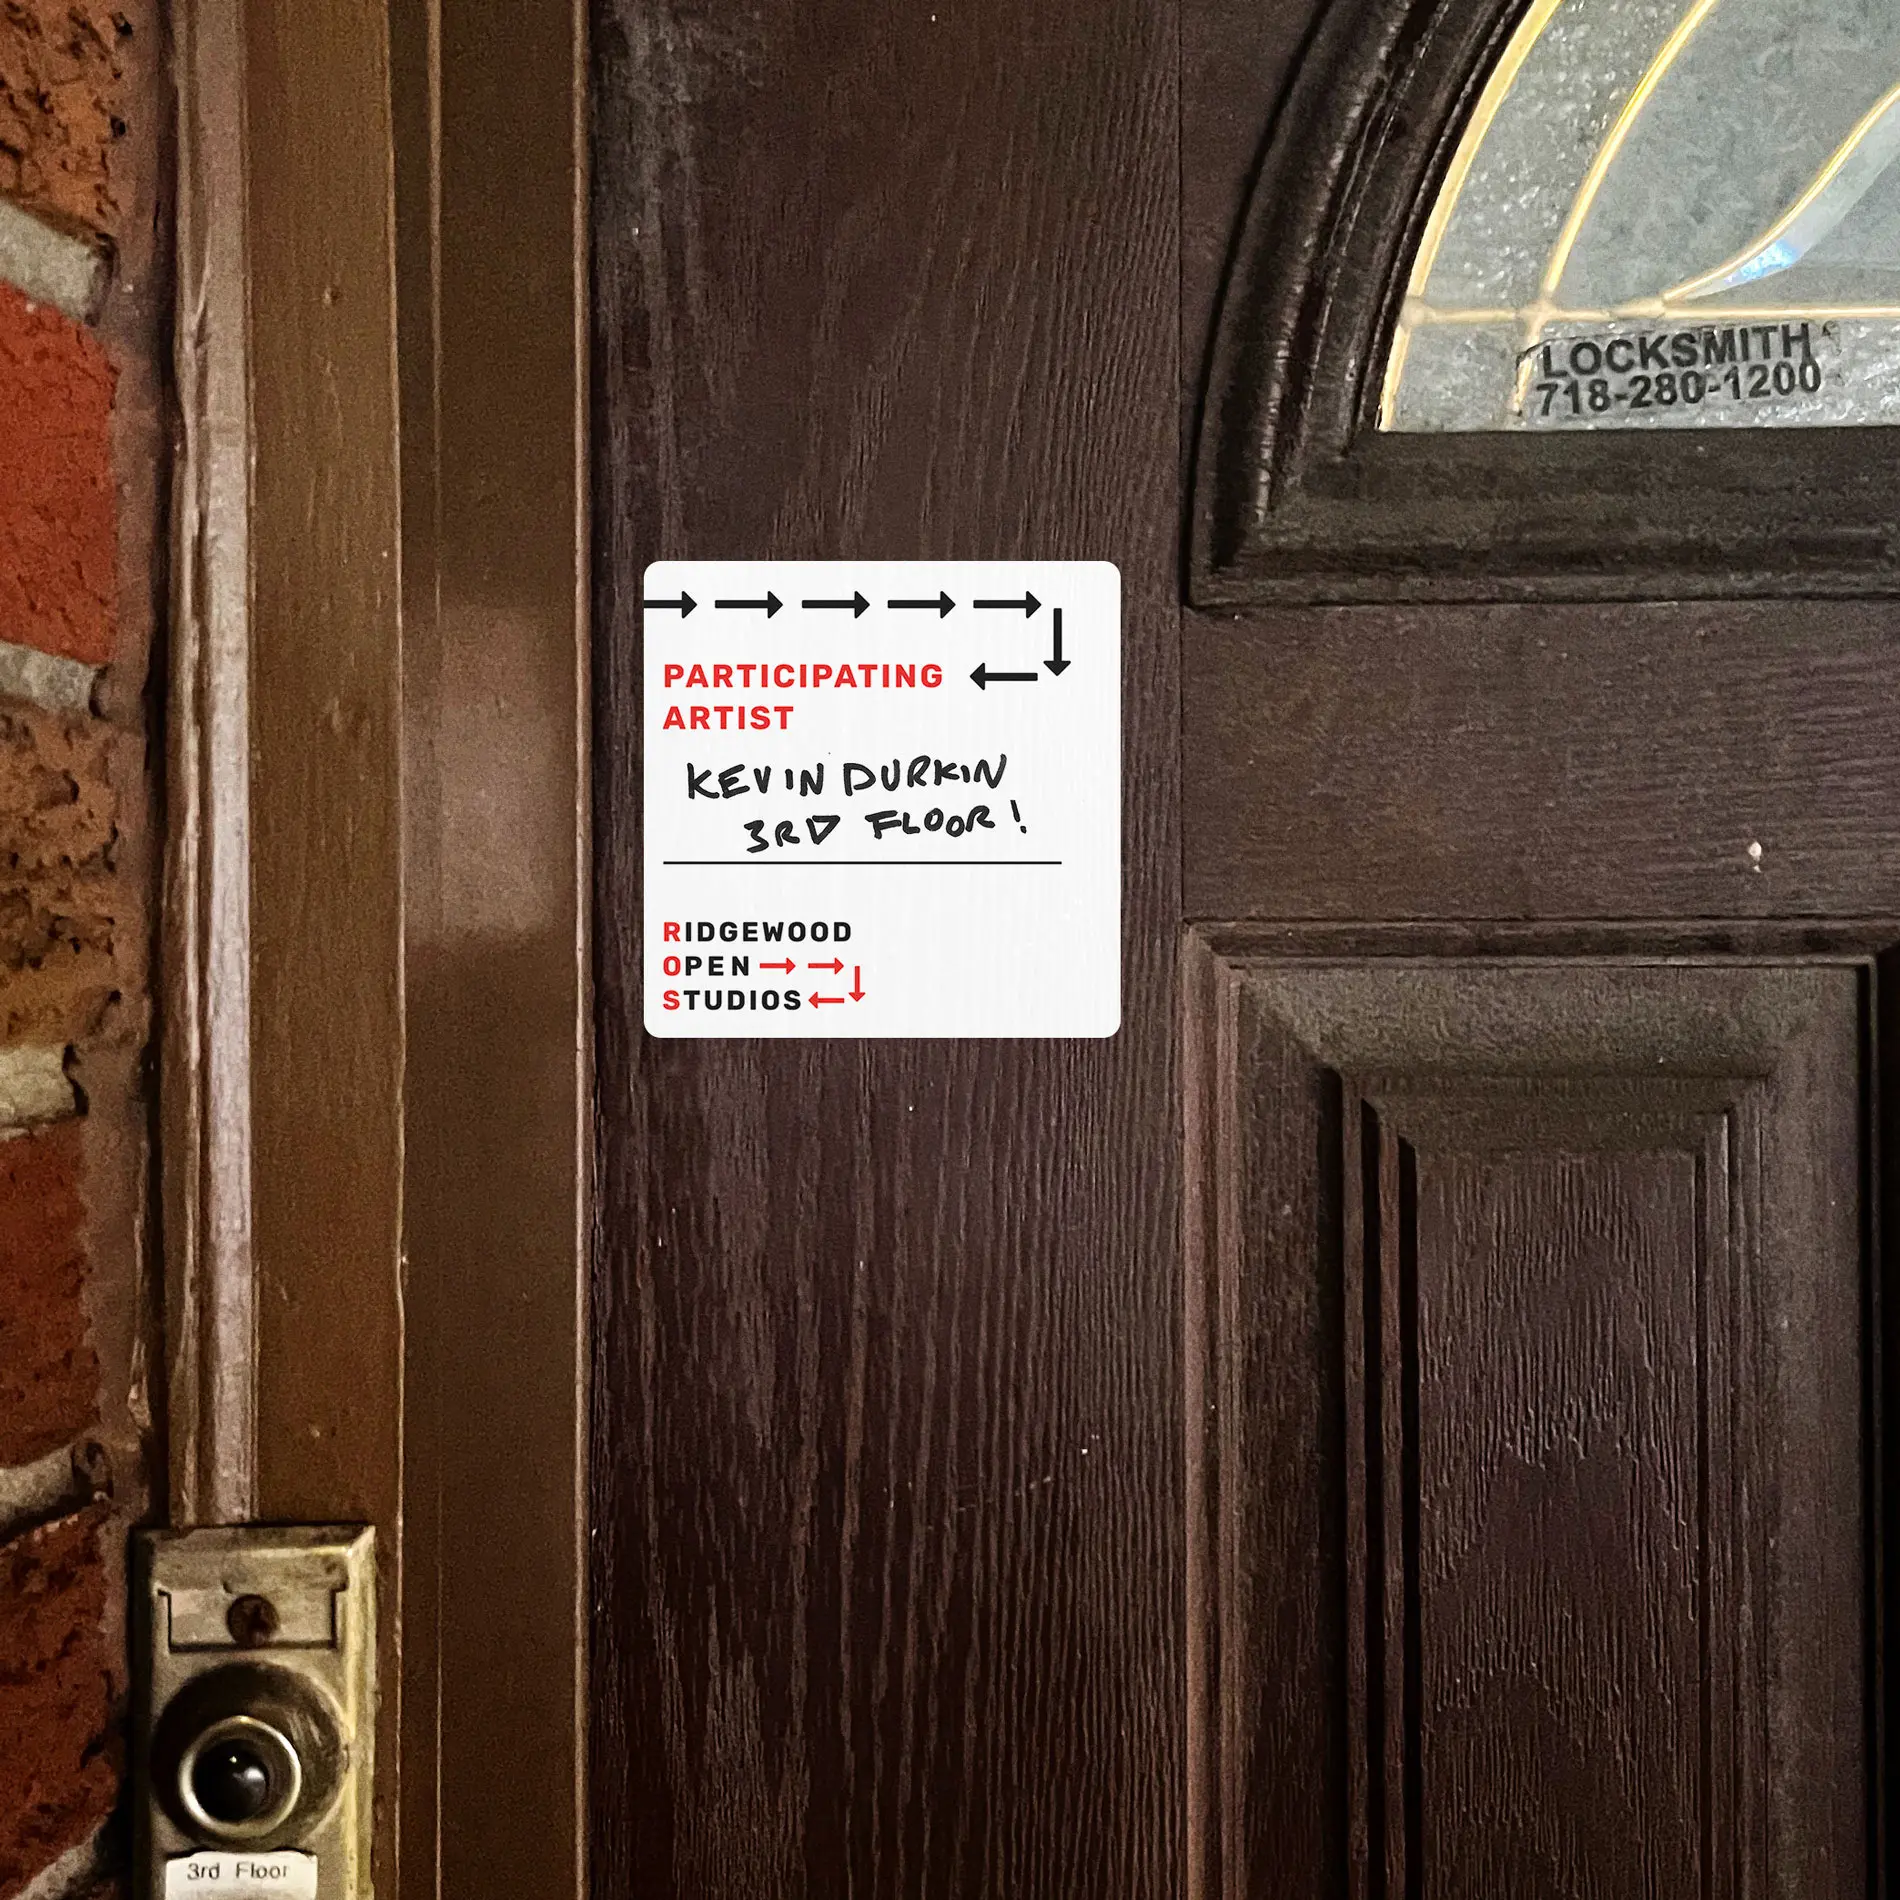 LOCKSMITH
718-280-1200
PARTICIPATING
ARTIST
KEVIN DURKIN
3RD FLOOR!
RIDGEWOOD
OPEN
STUDIOS
3rd Floor